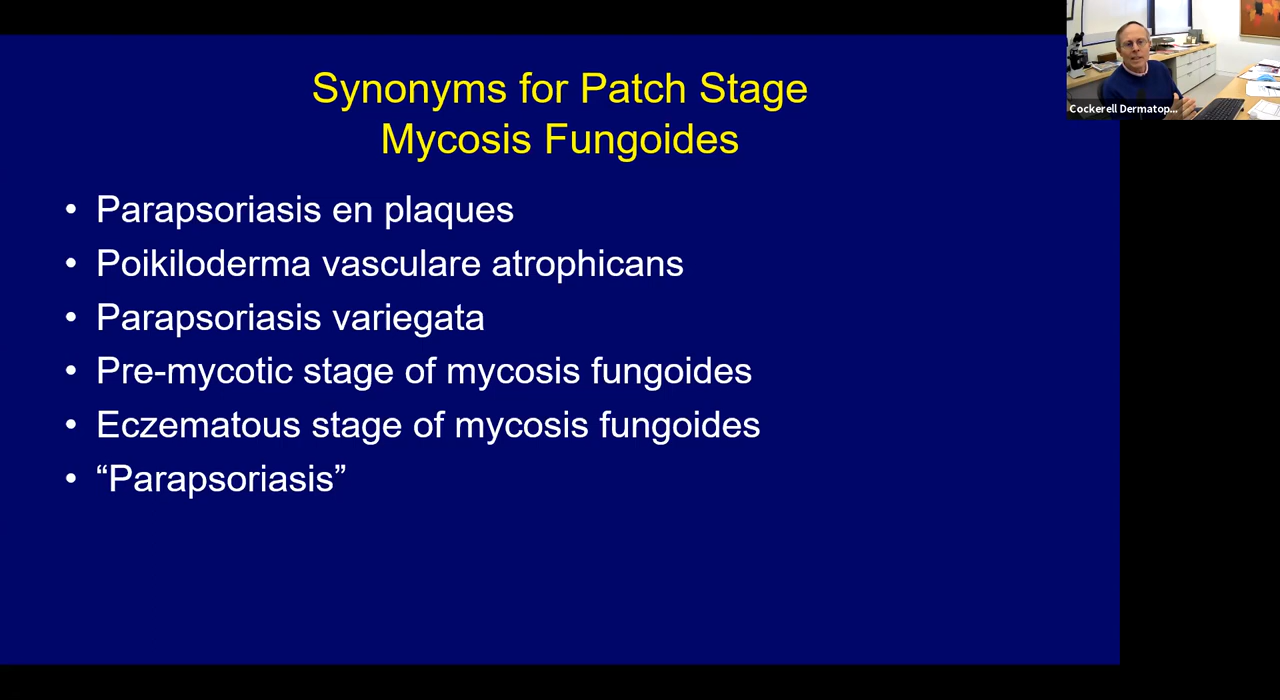 Synonyms for Patch Stage
Mycosis Fungoides
• Parapsoriasis en plaques
• Poikiloderma vasculare atrophicans
• Parapsoriasis variegata
• Pre-mycotic stage of mycosis fungoides
• Eczematous stage of mycosis fungoides
• “Parapsoriasis”
Cockerell Dermatop...